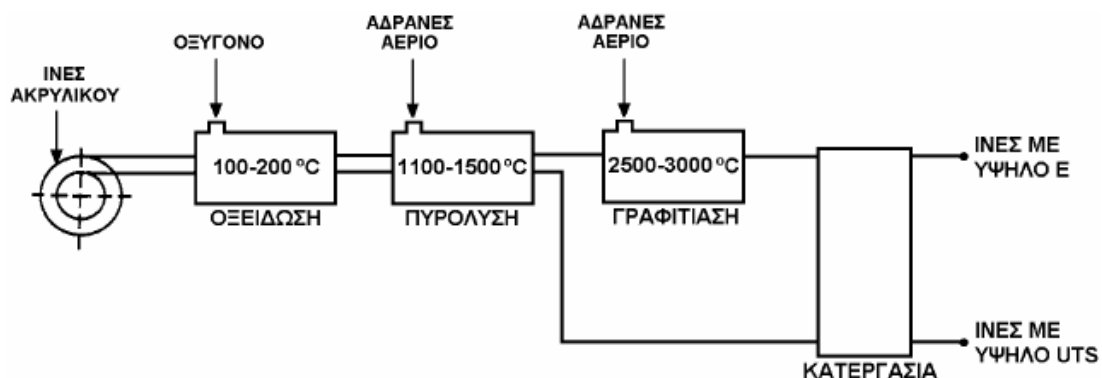 ΙΝΕΣ
ΑΚΡΥΛΙΚΟΥ
ΟΞΥΓΟΝΟ
ΑΔΡΑΝΕΣ
ΑΕΡΙΟ
ΑΔΡΑΝΕΣ
ΑΕΡΙΟ
100-200 °C
1100-1500 °C
2500-3000 °C
ΟΞΕΙΔΩΣΗ
ΠΥΡΟΛΥΣΗ
ΓΡΑΦΙΤΙΑΣΗ
ΙΝΕΣ ΜΕ
ΥΨΗΛΟ Ε
ΙΝΕΣ ΜΕ
ΥΨΗΛΟ UTS
ΚΑΤΕΡΓΑΣΙΑ